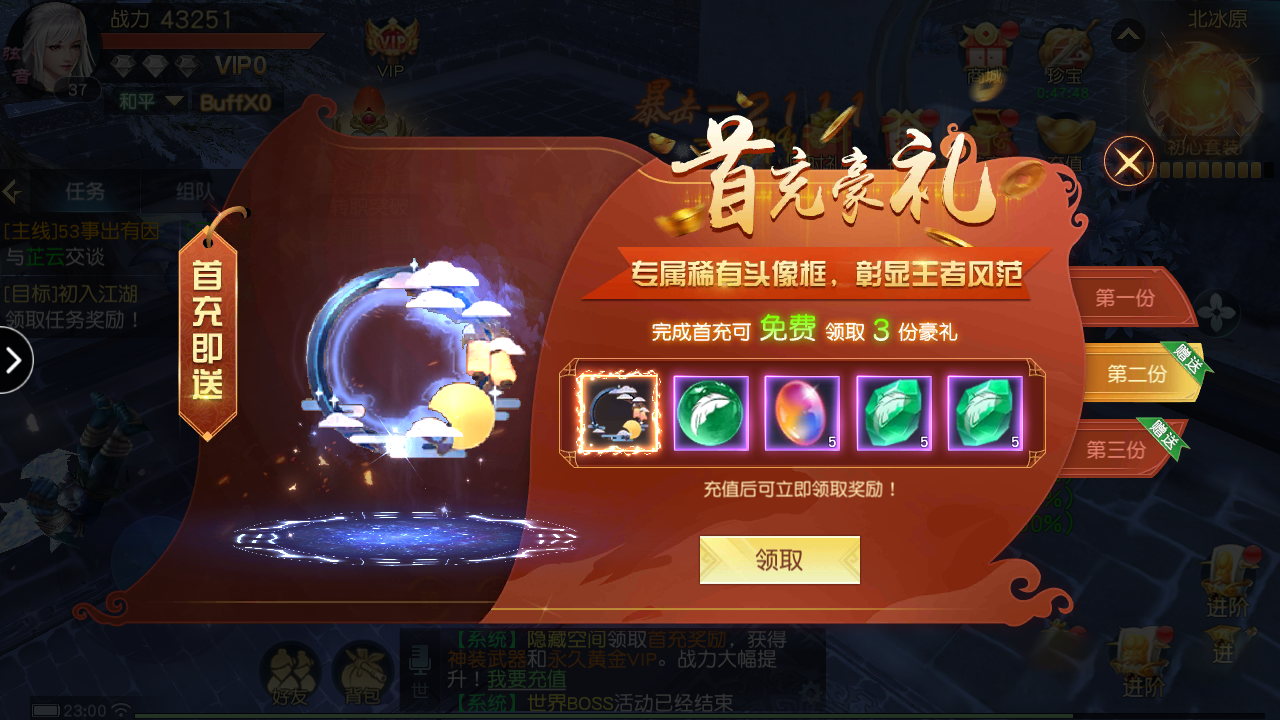 战力 43251
北冰原
弦音
37
VIP0
VIP
商城
珍宝
0:47:48
和平
BuffX0
暴击-2111
初心套装
首充豪礼
任务
组队
[主线]53事出有因
与芷云交谈
[目标]初入江湖
领取任务奖励！
首充即送
专属稀有头像框，彰显王者风范
完成首充可 免费 领取 3 份豪礼
第一份
第二份
赠送
第三份
赠送
5
5
5
充值后可立即领取奖励！
领取
0%)
进阶
进阶
进
【系统】隐藏空间领取首充奖励，获得
神装武器和永久黄金VIP。战力大幅提
升！我要充值
【系统】世界BOSS活动已经结束
世
好友
背包
23:00